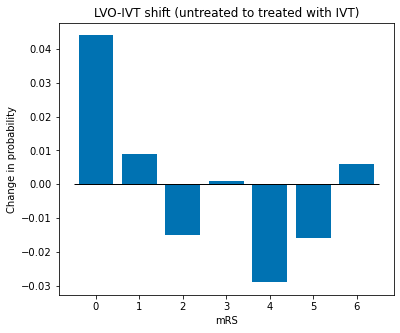 LVO-IVT shift (untreated to treated with IVT)
Change in probability
0.04
0.03
0.02
0.01
0.00
−0.01
−0.02
−0.03
0 1 2 3 4 5 6
mRS